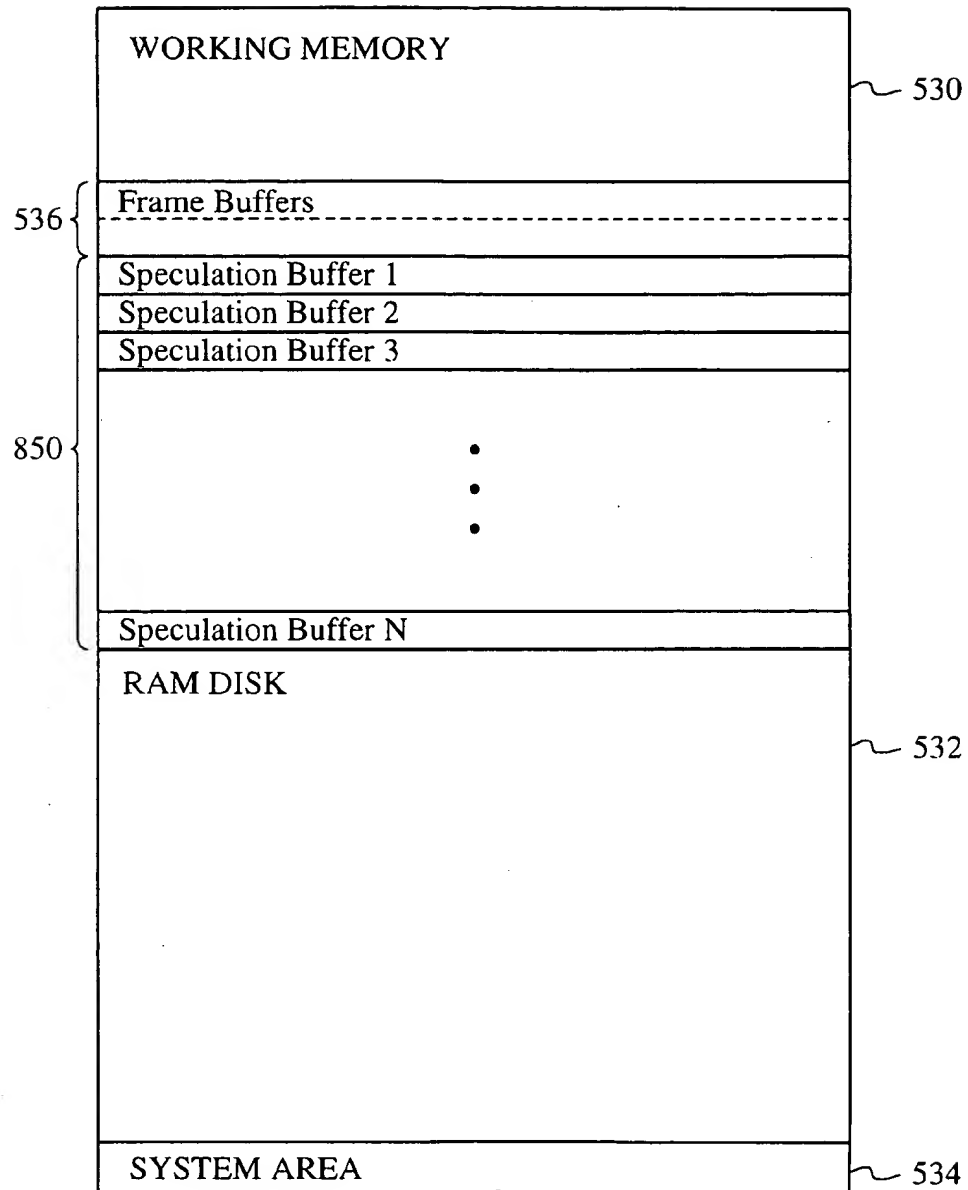 WORKING MEMORY
530
Frame Buffers
536
Speculation Buffer 1
Speculation Buffer 2
Speculation Buffer 3
850
Speculation Buffer N
RAM DISK
532
SYSTEM AREA
534